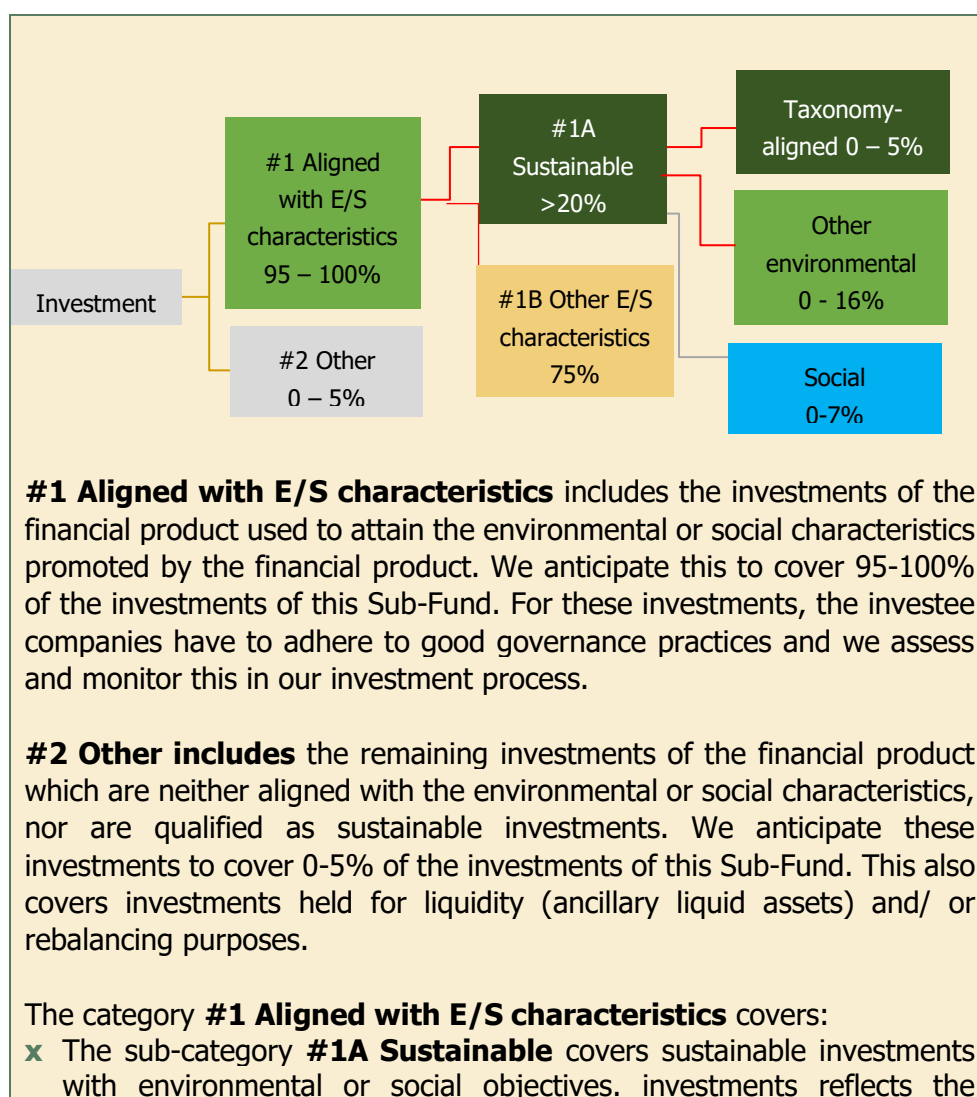 Investment
#1 Aligned
with E/S
characteristics
95 – 100%
#2 Other
0 – 5%
#1A
Sustainable
>20%
#1B Other E/S
characteristics
75%
Taxonomy-
aligned 0 – 5%
Other
environmental
0 - 16%
Social
0-7%
#1 Aligned with E/S characteristics includes the investments of the
financial product used to attain the environmental or social characteristics
promoted by the financial product. We anticipate this to cover 95-100%
of the investments of this Sub-Fund. For these investments, the investee
companies have to adhere to good governance practices and we assess
and monitor this in our investment process.
#2 Other includes the remaining investments of the financial product
which are neither aligned with the environmental or social characteristics,
nor are qualified as sustainable investments. We anticipate these
investments to cover 0-5% of the investments of this Sub-Fund. This also
covers investments held for liquidity (ancillary liquid assets) and/ or
rebalancing purposes.
The category #1 Aligned with E/S characteristics covers:
x The sub-category #1A Sustainable covers sustainable investments
with environmental or social objectives. investments reflects the